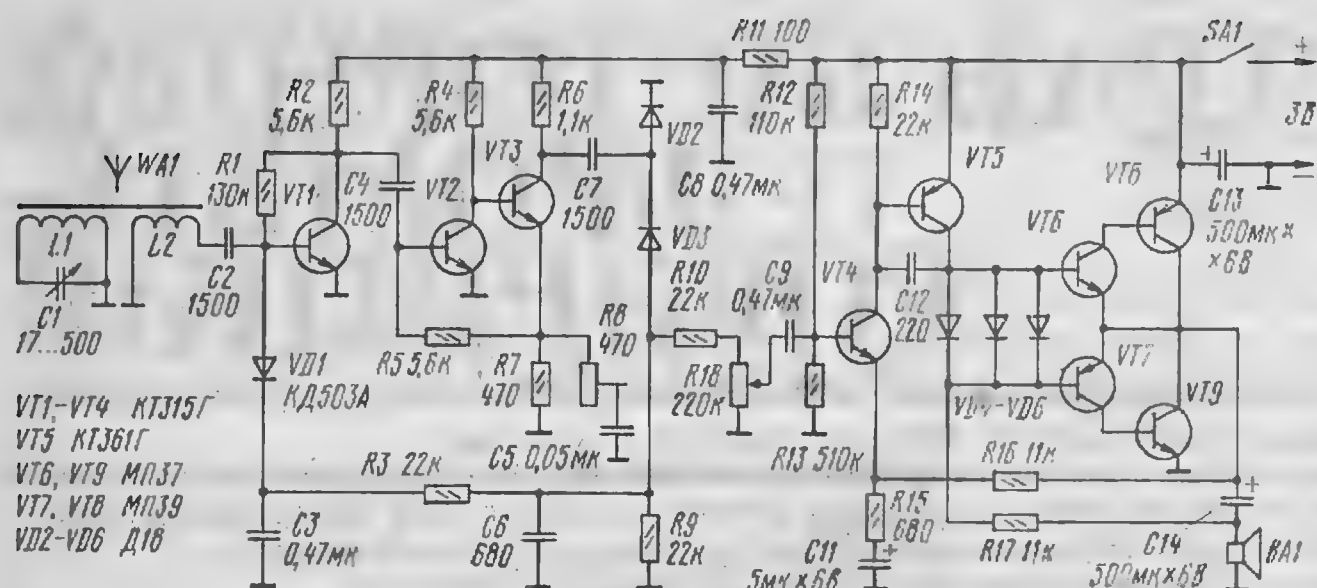 R11 100
SA1
+
R2
5,6к
R4
5,6к
R6
1,1к
VD2
R12
110к
R14
22к
3В
WA1
R1
130к
VT1
C4
1500
VT2
VT3
C7
1500
C8 0,47мк
VT5
VT6
VT6
+
C13
500мк×
×6В
–
L1
L2
C2
1500
VD3
R10
22к
C9
0,47мк
VT4
C12
220
C1
17...500
VD1
КД503А
R5 5,6к
R7
470
R8
470
R18
220к
VT7
VT9
VT1,-VT4 КТ315Г
VT5 КТ361Г
VT6, VT9 МП37
VT7, VT8 МП39
VD2-VD6 Д18
R3 22к
C5 0,05мк
R13 510к
VD4-VD6
R16 11к
+
C3
0,47мк
C6
680
R9
22к
R15
680
C11
5мк×6В
+
R17 11к
C14
500мк×6В
BA1